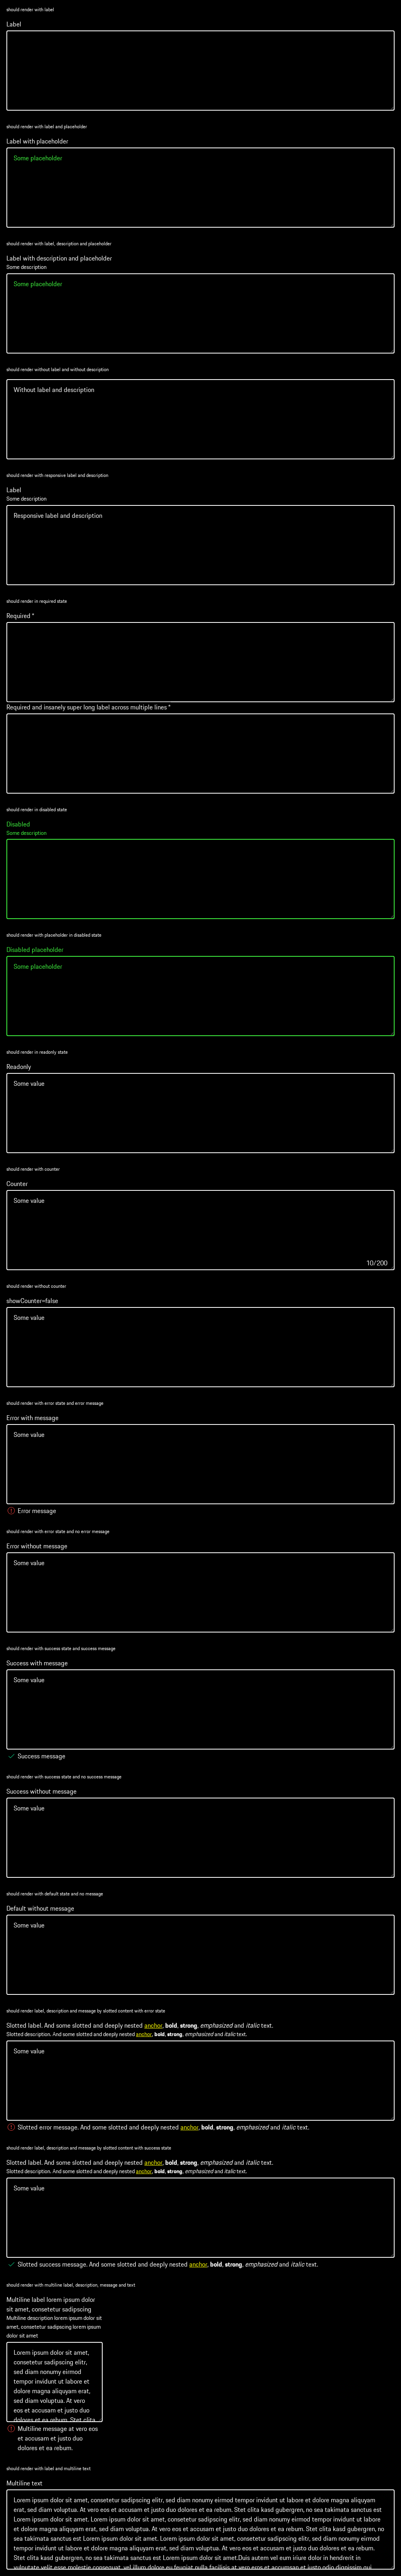 should render with label
Label
should render with label and placeholder
Label with placeholder
Some placeholder
should render with label, description and placeholder
Label with description and placeholder
Some description
Some placeholder
should render without label and without description
Without label and description
should render with responsive label and description
Label
Some description
Responsive label and description
should render in required state
Required *
Required and insanely super long label across multiple lines *
should render in disabled state
Disabled
Some description
should render with placeholder in disabled state
Disabled placeholder
Some placeholder
should render in readonly state
Readonly
Some value
should render with counter
Counter
Some value
10/200
should render without counter
showCounter=false
Some value
should render with error state and error message
Error with message
Some value
Error message
should render with error state and no error message
Error without message
Some value
should render with success state and success message
Success with message
Some value
Success message
should render with success state and no success message
Success without message
Some value
should render with default state and no message
Default without message
Some value
should render label, description and message by slotted content with error state
Slotted label. And some slotted and deeply nested anchor, bold, strong, emphasized and italic text.
Slotted description. And some slotted and deeply nested anchor, bold, strong, emphasized and italic text.
Some value
Slotted error message. And some slotted and deeply nested anchor, bold, strong, emphasized and italic text.
should render label, description and message by slotted content with success state
Slotted label. And some slotted and deeply nested anchor, bold, strong, emphasized and italic text.
Slotted description. And some slotted and deeply nested anchor, bold, strong, emphasized and italic text.
Some value
Slotted success message. And some slotted and deeply nested anchor, bold, strong, emphasized and italic text.
should render with multiline label, description, message and text
Multiline label lorem ipsum dolor
sit amet, consetetur sadipscing
Multiline description lorem ipsum dolor sit
amet, consetetur sadipscing lorem ipsum
dolor sit amet
Lorem ipsum dolor sit amet,
consetetur sadipscing elitr,
sed diam nonumy eirmod
tempor invidunt ut labore et
dolore magna aliquyam erat,
sed diam voluptua. At vero
eos et accusam et justo duo
dolores et ea rebum. Stet clita
Multiline message at vero eos
et accusam et justo duo
dolores et ea rebum.
should render with label and multiline text
Multiline text
Lorem ipsum dolor sit amet, consetetur sadipscing elitr, sed diam nonumy eirmod tempor invidunt ut labore et dolore magna aliquyam
erat, sed diam voluptua. At vero eos et accusam et justo duo dolores et ea rebum. Stet clita kasd gubergren, no sea takimata sanctus est
Lorem ipsum dolor sit amet. Lorem ipsum dolor sit amet, consetetur sadipscing elitr, sed diam nonumy eirmod tempor invidunt ut labore
et dolore magna aliquyam erat, sed diam voluptua. At vero eos et accusam et justo duo dolores et ea rebum. Stet clita kasd gubergren, no
sea takimata sanctus est Lorem ipsum dolor sit amet. Lorem ipsum dolor sit amet, consetetur sadipscing elitr, sed diam nonumy eirmod
tempor invidunt ut labore et dolore magna aliquyam erat, sed diam voluptua. At vero eos et accusam et justo duo dolores et ea rebum.
Stet clita kasd gubergren, no sea takimata sanctus est Lorem ipsum dolor sit amet.Duis autem vel eum iriure dolor in hendrerit in
vulputate velit esse molestie consequat, vel illum dolore eu feugiat nulla facilisis at vero eros et accumsan et iusto odio dignissim qui